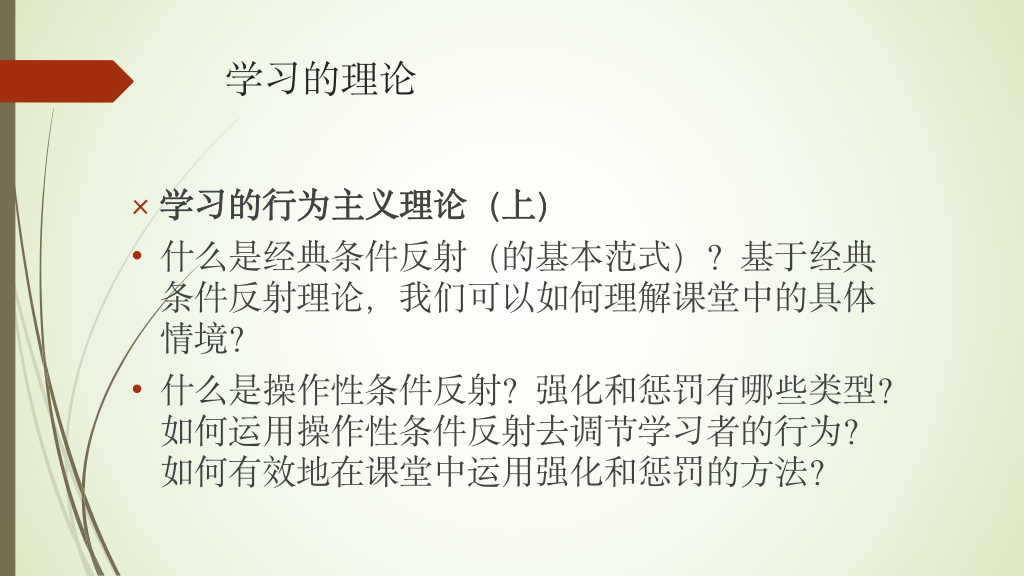 学习的理论
× 学习的行为主义理论（上）
• 什么是经典条件反射（的基本范式）？基于经典
条件反射理论，我们可以如何理解课堂中的具体
情境？
• 什么是操作性条件反射？强化和惩罚有哪些类型？
如何运用操作性条件反射去调节学习者的行为？
如何有效地在课堂中运用强化和惩罚的方法？